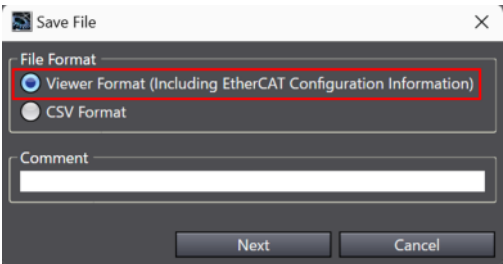 Save File
File Format
Viewer Format (Including EtherCAT Configuration Information)
CSV Format
Comment
Next
Cancel